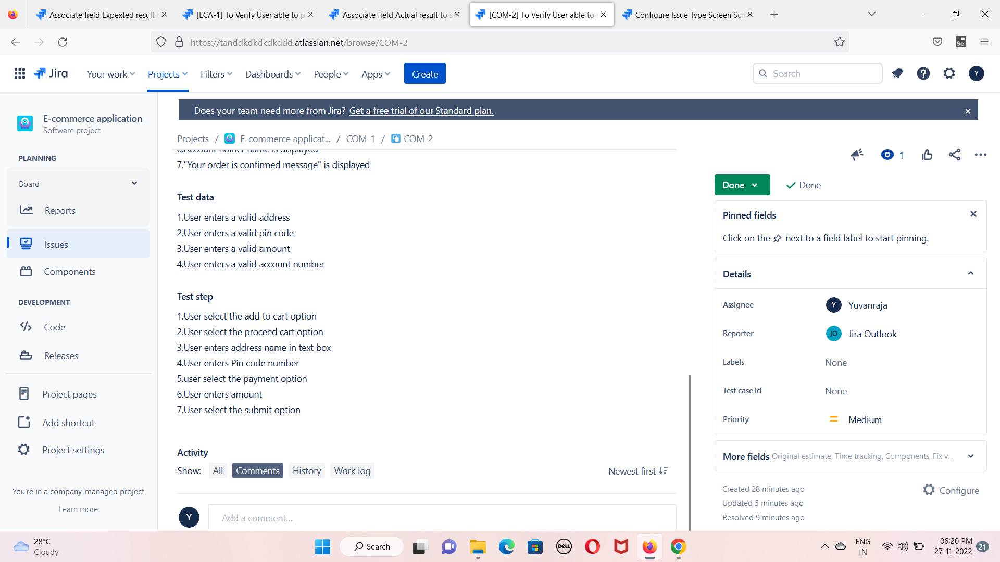 Associate field Expexted result t
[ECA-1] To Verify User able to p
Associate field Actual result to s
[COM-2] To Verify User able to
Configure Issue Type Screen Sch
https://tanddkdkdkdkddd.atlassian.net/browse/COM-2
Se
Jira
Your work
Projects
Filters
Dashboards
People
Apps
Create
Search
Y
E-commerce application
Software project
Does your team need more from Jira? Get a free trial of our Standard plan.
Projects / E-commerce applicat... / COM-1 / COM-2
1
PLANNING
Board
Reports
Issues
Components
DEVELOPMENT
Code
Releases
Project pages
Add shortcut
Project settings
You're in a company-managed project
Learn more
6.Account holder name is displayed
7."Your order is confirmed message" is displayed
Test data
1.User enters a valid address
2.User enters a valid pin code
3.User enters a valid amount
4.User enters a valid account number
Test step
1.User select the add to cart option
2.User select the proceed cart option
3.User enters address name in text box
4.User enters Pin code number
5.user select the payment option
6.User enters amount
7.User select the submit option
Activity
Show: All Comments History Work log
Newest first
Y
Add a comment...
Done
Done
Pinned fields
Click on the next to a field label to start pinning.
Details
Assignee
Y Yuvanraja
Reporter
JO Jira Outlook
Labels
None
Test case id
None
Priority
Medium
More fields Original estimate, Time tracking, Components, Fix v...
Created 28 minutes ago
Configure
Updated 5 minutes ago
Resolved 9 minutes ago
28°C
Cloudy
Search
DELL
ENG
IN
06:20 PM
27-11-2022
21